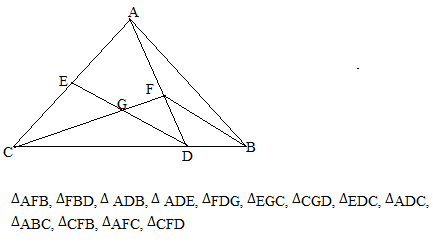 A
E
F
G
C
D
B
ΔAFB, ΔFBD, Δ ADB, Δ ADE, ΔFDG, ΔEGC, ΔCGD, ΔEDC, ΔADC,
ΔABC, ΔCFB, ΔAFC, ΔCFD